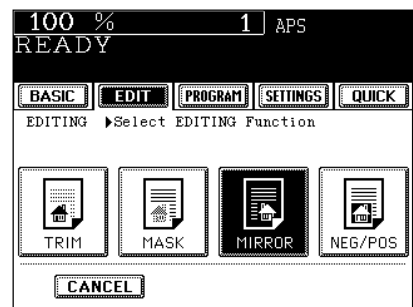 100 % 1 APS
READY
BASIC EDIT PROGRAM SETTINGS QUICK
EDITING ▶Select EDITING Function
TRIM MASK MIRROR NEG/POS
CANCEL